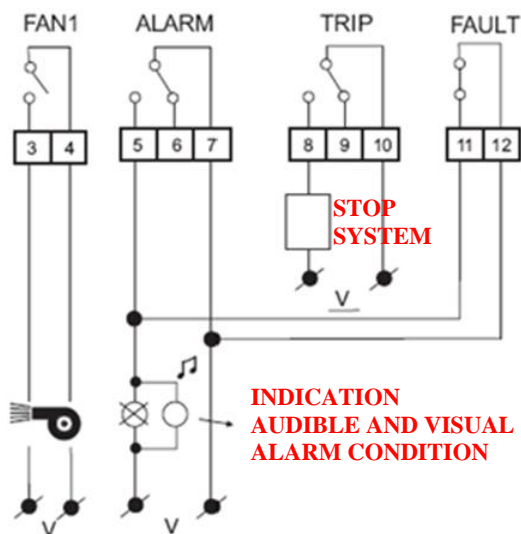 FAN1 ALARM TRIP FAULT
3 4 5 6 7 8 9 10 11 12
STOP
SYSTEM
V
INDICATION
AUDIBLE AND VISUAL
ALARM CONDITION
V V